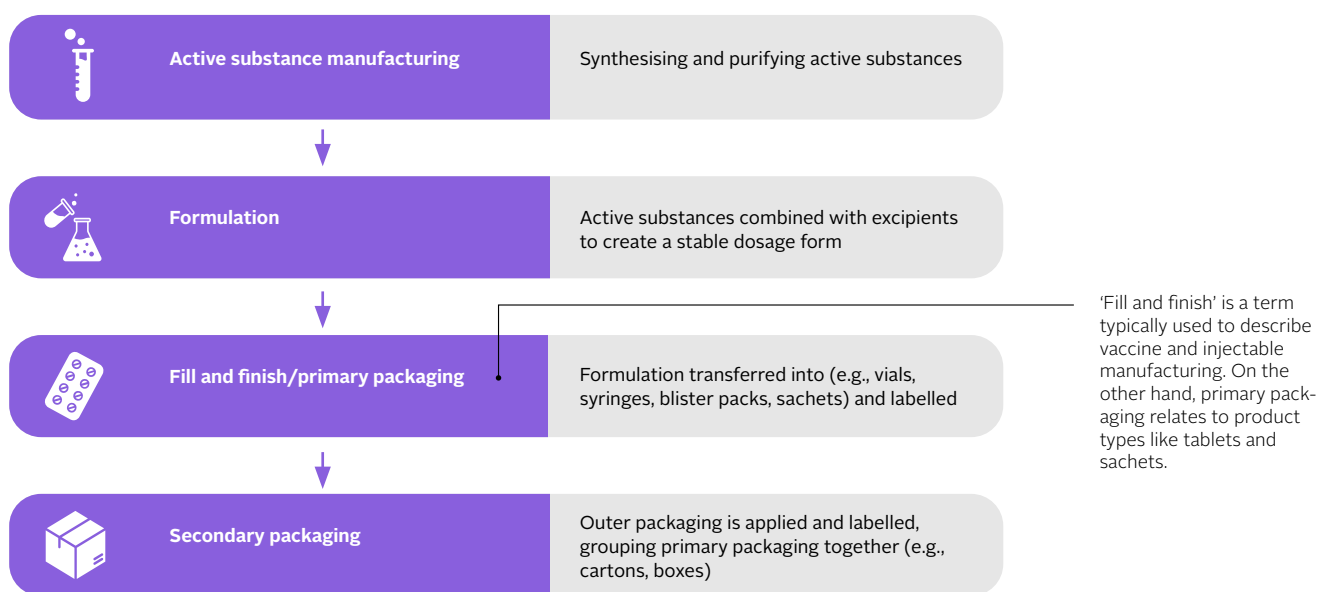 Active substance manufacturing
Synthesising and purifying active substances
Formulation
Active substances combined with excipients
to create a stable dosage form
Fill and finish/primary packaging
Formulation transferred into (e.g., vials,
syringes, blister packs, sachets) and labelled
'Fill and finish' is a term
typically used to describe
vaccine and injectable
manufacturing. On the
other hand, primary pack-
aging relates to product
types like tablets and
sachets.
Secondary packaging
Outer packaging is applied and labelled,
grouping primary packaging together (e.g.,
cartons, boxes)